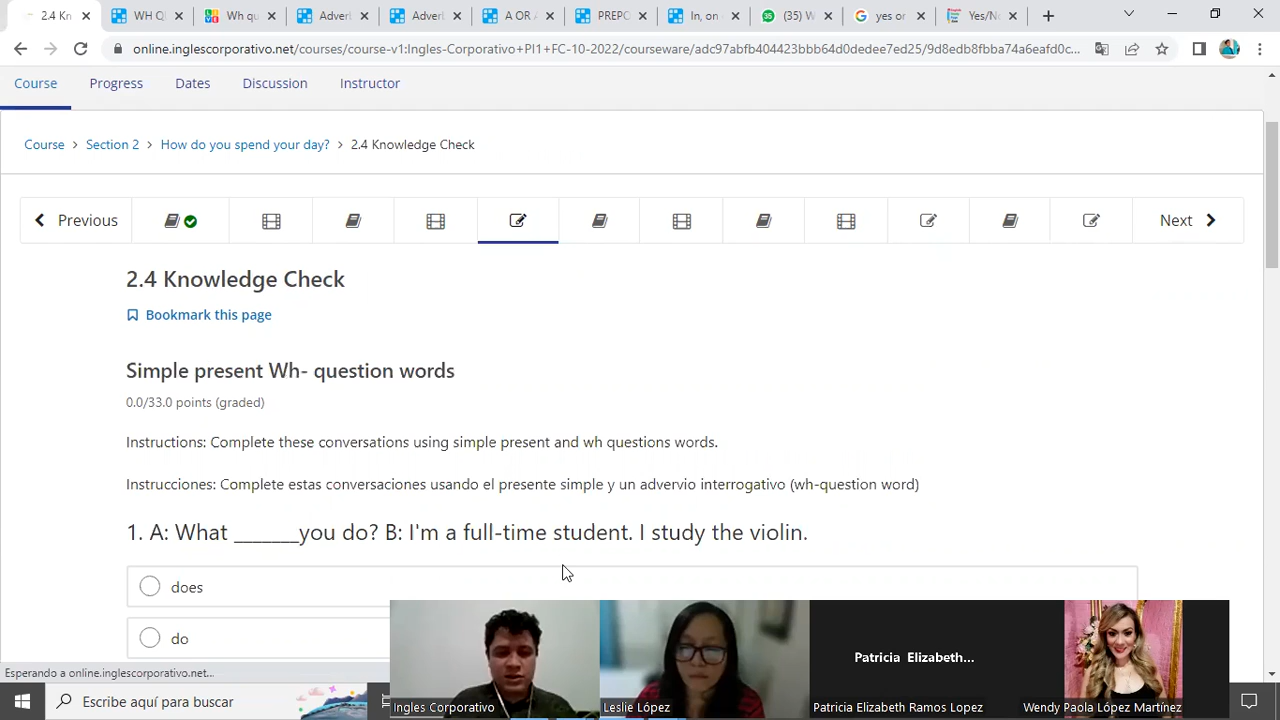 2.4 Kn
WH Q
Wh qu
Adverl
Adveri
A OR A
PREPO
In, on
(35) W
yes or
Yes/N
online.inglescorporativo.net/courses/course-v1:Ingles-Corporativo+PI1+FC-10-2022/courseware/adc97abfb404423bbb64d0dedee7ed25/9d8edb8fbba74a6eafd0c...
Course Progress Dates Discussion Instructor
Course > Section 2 > How do you spend your day? > 2.4 Knowledge Check
Previous Next
2.4 Knowledge Check
Bookmark this page
Simple present Wh- question words
0.0/33.0 points (graded)
Instructions: Complete these conversations using simple present and wh questions words.
Instrucciones: Complete estas conversaciones usando el presente simple y un advervio interrogativo (wh-question word)
1. A: What _______you do? B: I'm a full-time student. I study the violin.
does
do
Patricia Elizabeth...
Esperando a online.inglescorporativo.net...
Ingles Corporativo Leslie López Patricia Elizabeth Ramos Lopez Wendy Paola López Martínez
Escribe aquí para buscar